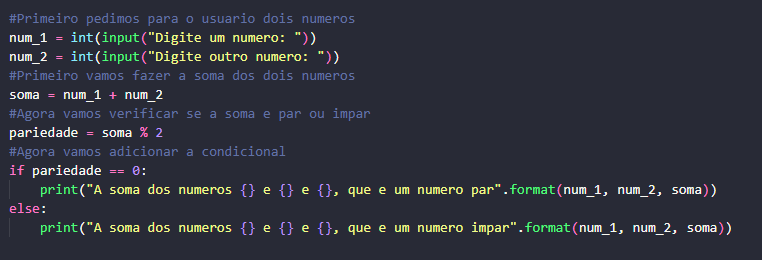 #Primeiro pedimos para o usuario dois numeros
num_1 = int(input("Digite um numero: "))
num_2 = int(input("Digite outro numero: "))
#Primeiro vamos fazer a soma dos dois numeros
soma = num_1 + num_2
#Agora vamos verificar se a soma e par ou impar
pariedade = soma % 2
#Agora vamos adicionar a condicional
if pariedade == 0:
    print("A soma dos numeros {} e {} e {}, que e um numero par".format(num_1, num_2, soma))
else:
    print("A soma dos numeros {} e {} e {}, que e um numero impar".format(num_1, num_2, soma))